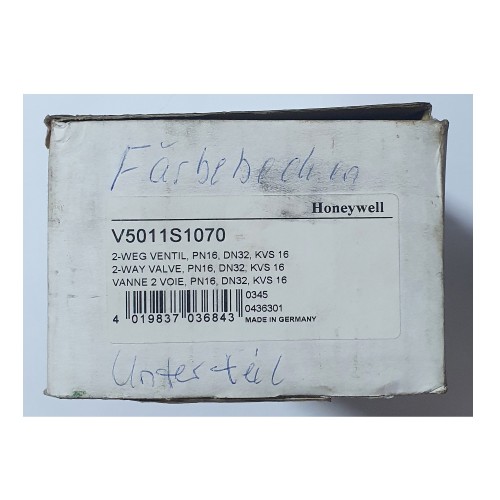 Färbebecken
Honeywell
V5011S1070
2-WEG VENTIL, PN16, DN32, KVS 16
2-WAY VALVE, PN16, DN32, KVS 16
VANNE 2 VOIE, PN16, DN32, KVS 16
0345
0436301
4 019837 036843 MADE IN GERMANY
Unterteil